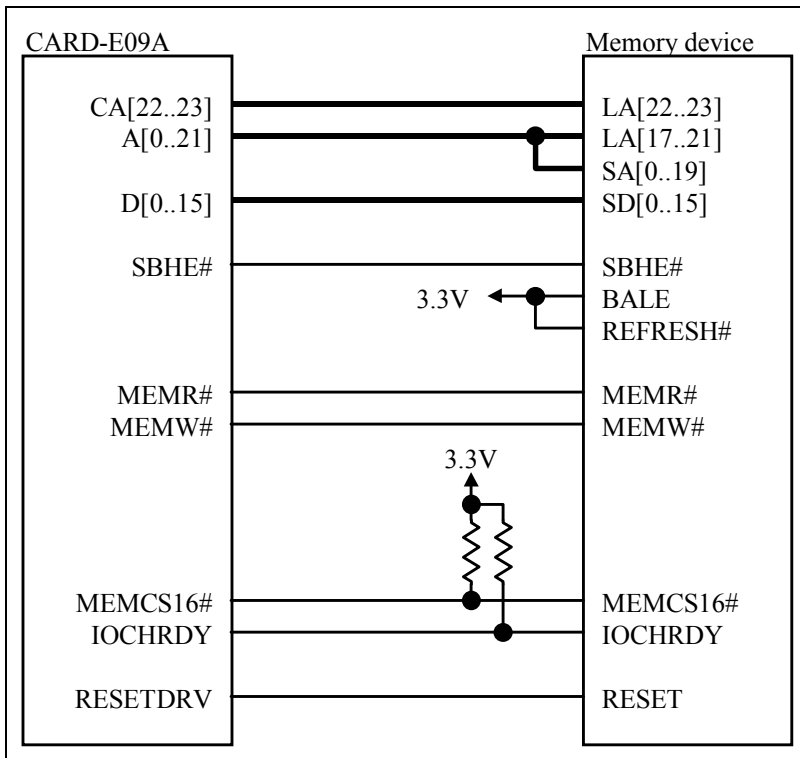 CARD-E09A Memory device
CA[22..23] LA[22..23]
A[0..21] LA[17..21]
SA[0..19]
D[0..15] SD[0..15]
SBHE# SBHE#
3.3V BALE
REFRESH#
MEMR# MEMR#
MEMW# MEMW#
3.3V
MEMCS16# MEMCS16#
IOCHRDY IOCHRDY
RESETDRV RESET